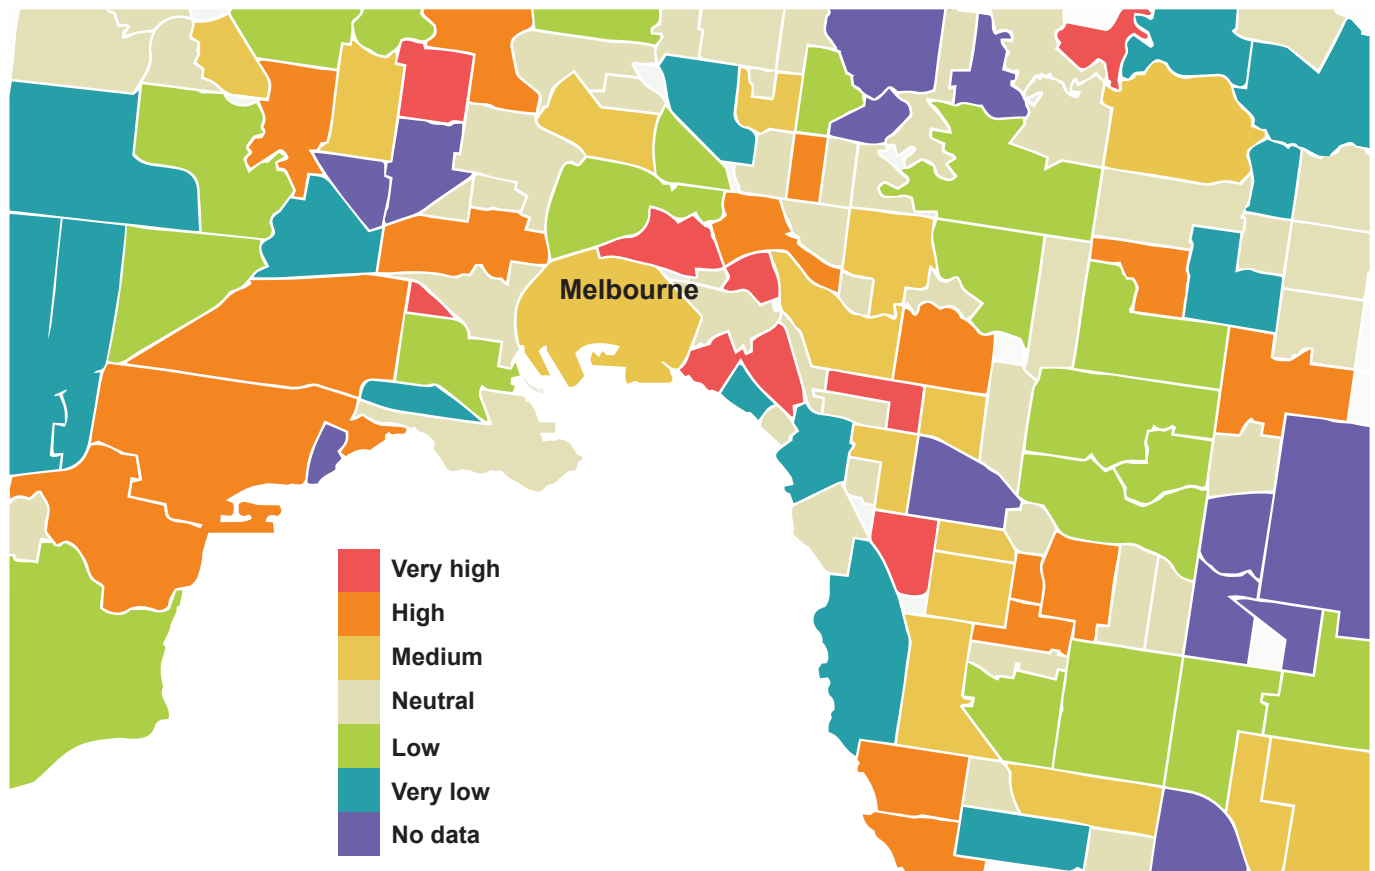 Melbourne
Very high
High
Medium
Neutral
Low
Very low
No data